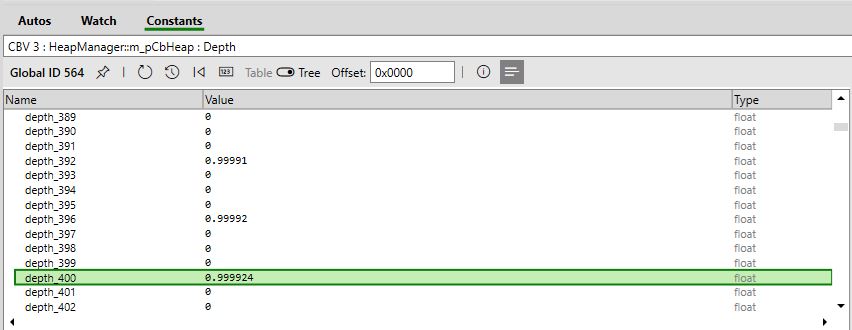 Autos Watch Constants
CBV 3 : HeapManager::m_pCbHeap : Depth
Global ID 564 123 Table Tree Offset: 0x0000
Name Value Type
depth_389 0 float
depth_390 0 float
depth_391 0 float
depth_392 0.99991 float
depth_393 0 float
depth_394 0 float
depth_395 0 float
depth_396 0.99992 float
depth_397 0 float
depth_398 0 float
depth_399 0 float
depth_400 0.999924 float
depth_401 0 float
depth_402 0 float